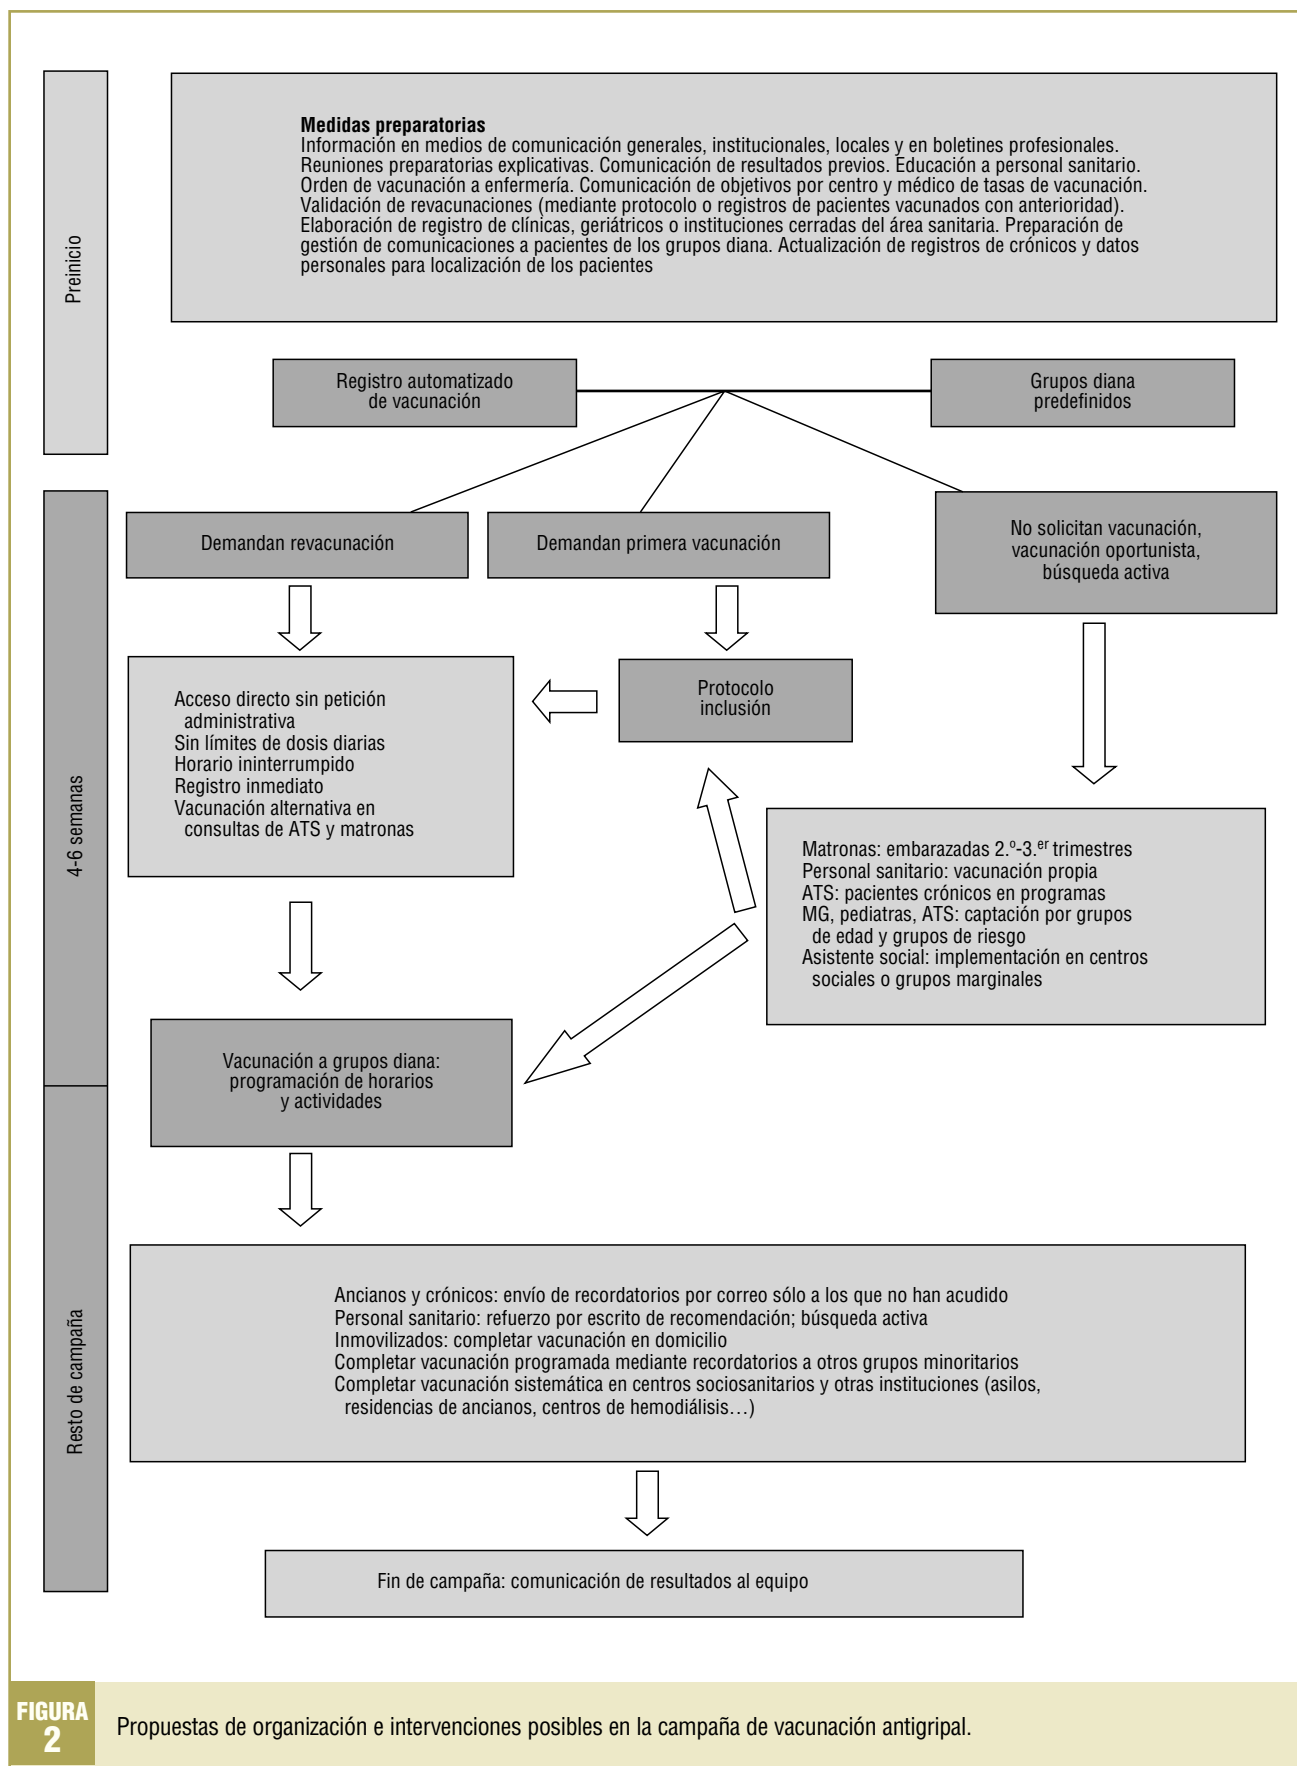 Preinicio
Medidas preparatorias
Información en medios de comunicación generales, institucionales, locales y en boletines profesionales.
Reuniones preparatorias explicativas. Comunicación de resultados previos. Educación a personal sanitario.
Orden de vacunación a enfermería. Comunicación de objetivos por centro y médico de tasas de vacunación.
Validación de revacunaciones (mediante protocolo o registros de pacientes vacunados con anterioridad).
Elaboración de registro de clínicas, geriátricos o instituciones cerradas del área sanitaria. Preparación de
gestión de comunicaciones a pacientes de los grupos diana. Actualización de registros de crónicos y datos
personales para localización de los pacientes
Registro automatizado
de vacunación
Grupos diana
predefinidos
4-6 semanas
Demandan revacunación
Demandan primera vacunación
No solicitan vacunación,
vacunación oportunista,
búsqueda activa
Acceso directo sin petición
administrativa
Sin límites de dosis diarias
Horario ininterrumpido
Registro inmediato
Vacunación alternativa en
consultas de ATS y matronas
Protocolo
inclusión
Matronas: embarazadas 2.º-3.er trimestres
Personal sanitario: vacunación propia
ATS: pacientes crónicos en programas
MG, pediatras, ATS: captación por grupos
de edad y grupos de riesgo
Asistente social: implementación en centros
sociales o grupos marginales
Vacunación a grupos diana:
programación de horarios
y actividades
Resto de campaña
Ancianos y crónicos: envío de recordatorios por correo sólo a los que no han acudido
Personal sanitario: refuerzo por escrito de recomendación; búsqueda activa
Inmovilizados: completar vacunación en domicilio
Completar vacunación programada mediante recordatorios a otros grupos minoritarios
Completar vacunación sistemática en centros sociosanitarios y otras instituciones (asilos,
residencias de ancianos, centros de hemodiálisis…)
Fin de campaña: comunicación de resultados al equipo
FIGURA
2
Propuestas de organización e intervenciones posibles en la campaña de vacunación antigripal.